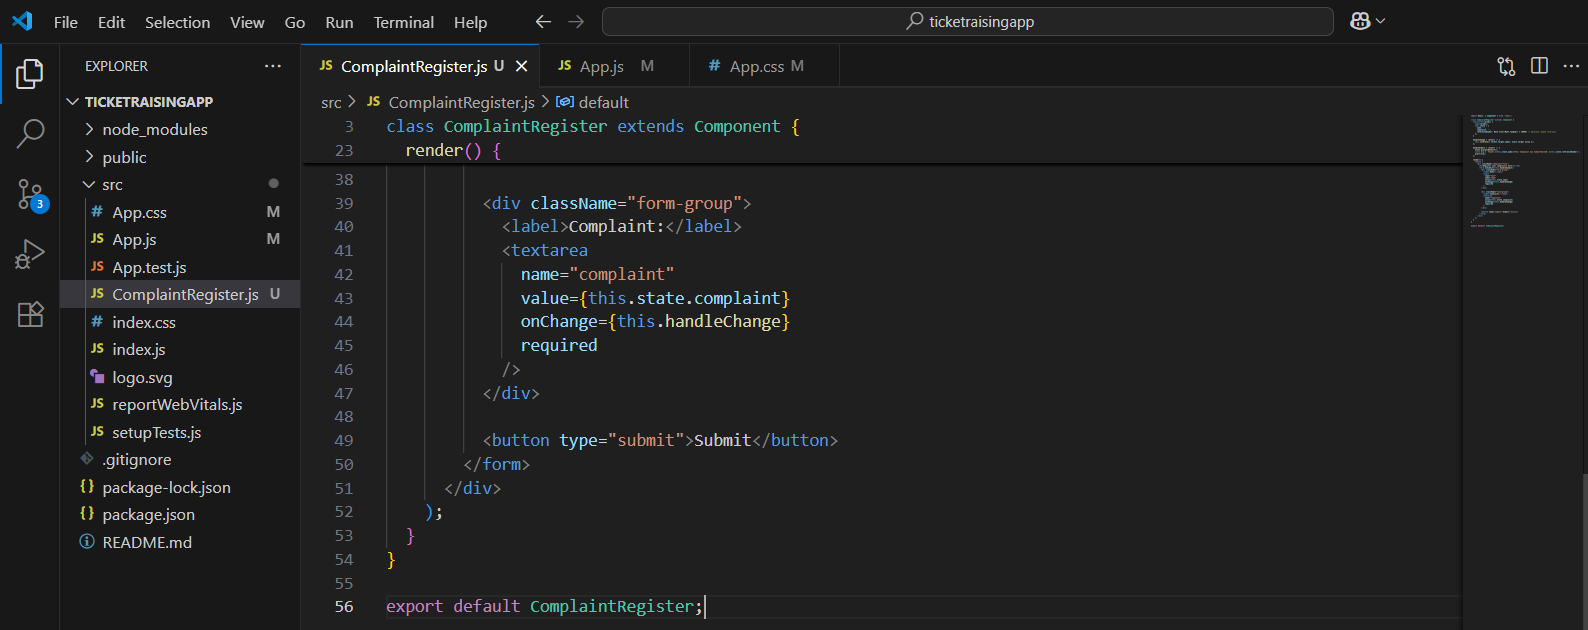 File Edit Selection View Go Run Terminal Help
ticketraisingapp
EXPLORER
TICKETRAISINGAPP
node_modules
public
src
# App.css M
JS App.js M
JS App.test.js
JS ComplaintRegister.js U
# index.css
JS index.js
logo.svg
JS reportWebVitals.js
JS setupTests.js
.gitignore
{} package-lock.json
{} package.json
README.md
3
JS ComplaintRegister.js U
JS App.js M
# App.css M
src > JS ComplaintRegister.js > default
3 class ComplaintRegister extends Component {
23 render() {
38
39 <div className="form-group">
40 <label>Complaint:</label>
41 <textarea
42 name="complaint"
43 value={this.state.complaint}
44 onChange={this.handleChange}
45 required
46 />
47 </div>
48
49 <button type="submit">Submit</button>
50 </form>
51 </div>
52 );
53 }
54 }
55
56 export default ComplaintRegister;